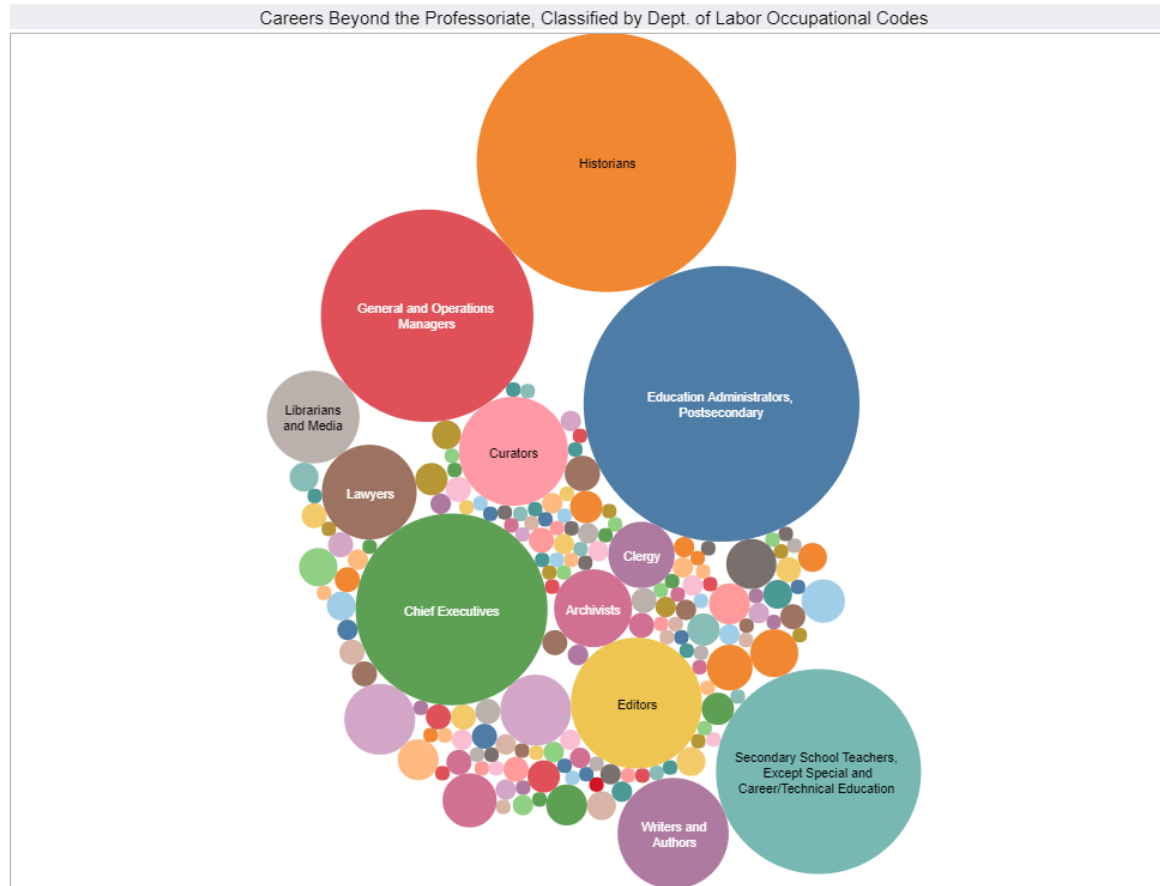 Careers Beyond the Professoriate, Classified by Dept. of Labor Occupational Codes
Historians
General and Operations
Managers
Education Administrators,
Postsecondary
Librarians
and Media
Curators
Lawyers
Clergy
Chief Executives
Archivists
Editors
Secondary School Teachers,
Except Special and
Career/Technical Education
Writers and
Authors